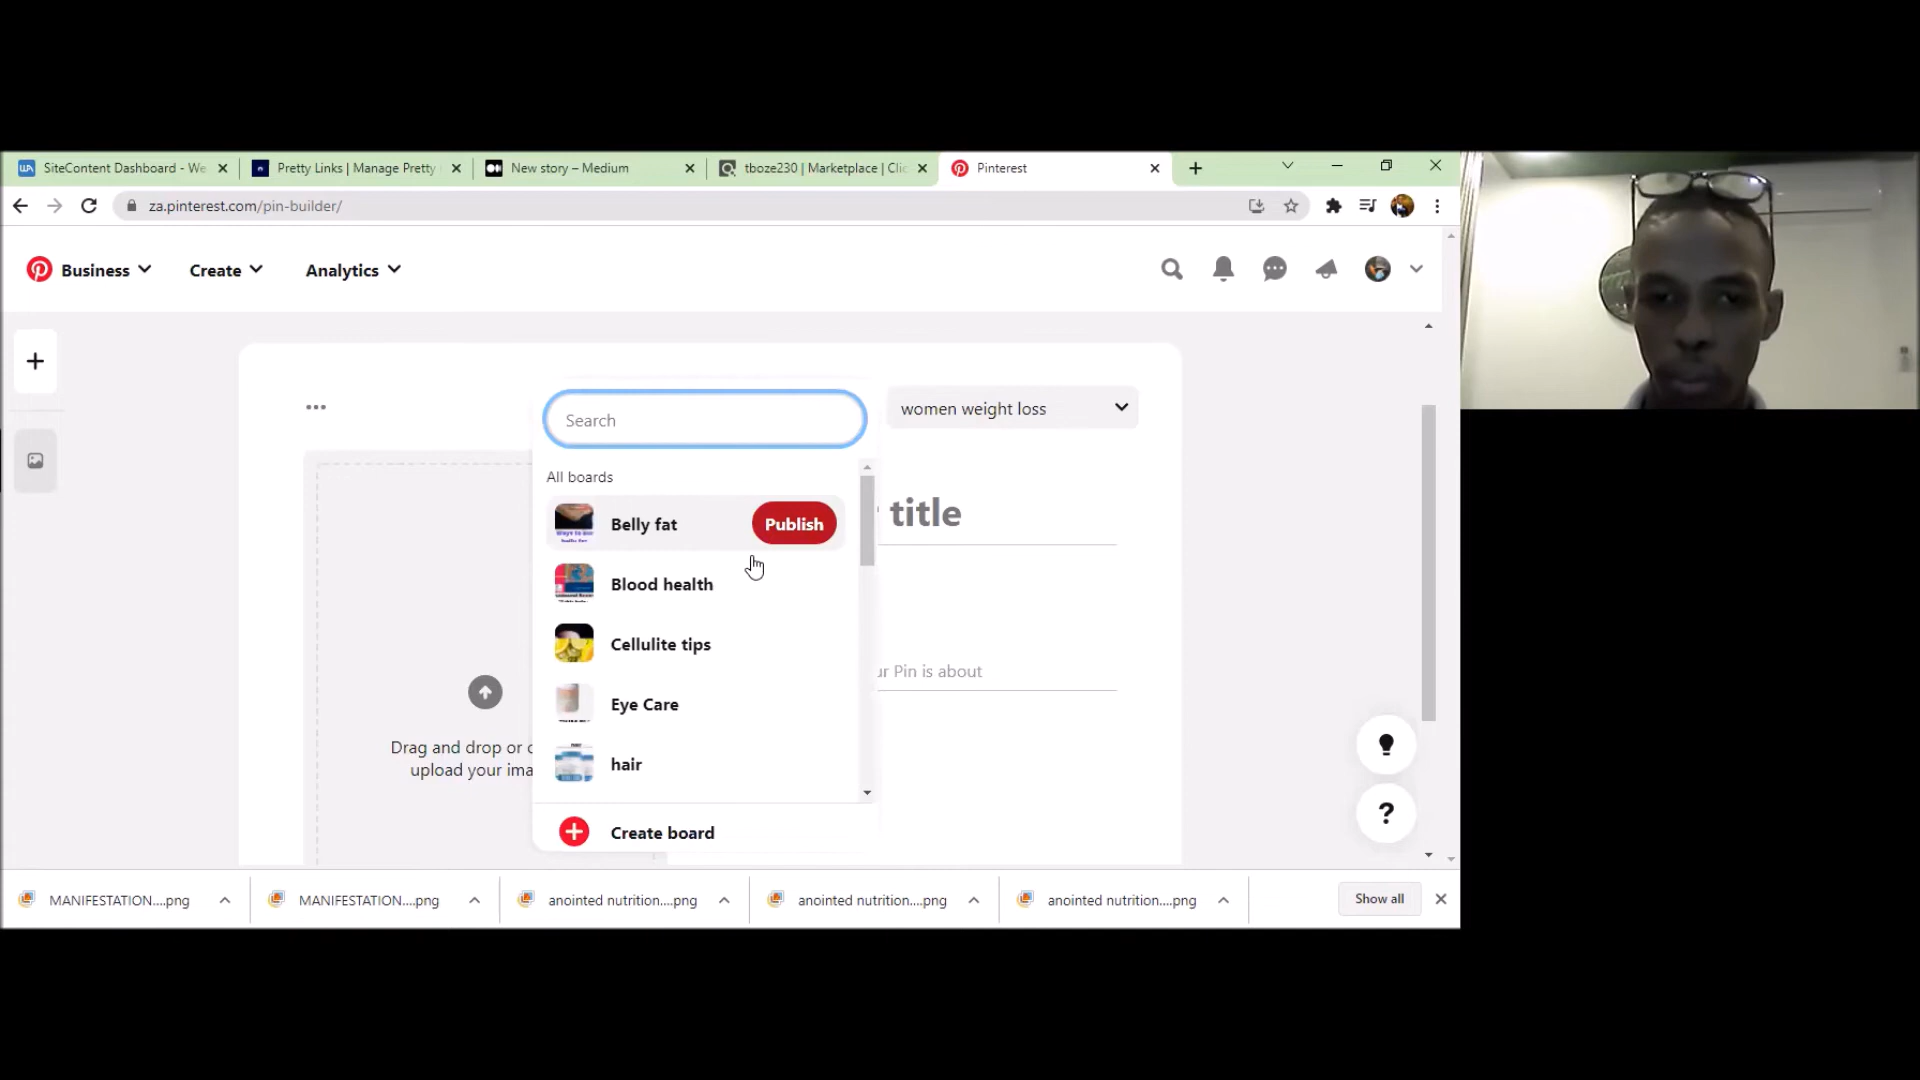 SiteContent Dashboard - We
Pretty Links | Manage Pretty
New story – Medium
tboze230 | Marketplace | Clic
Pinterest
za.pinterest.com/pin-builder/
Business
Create
Analytics
Search
women weight loss
All boards
title
Belly fat
Publish
Blood health
Cellulite tips
ur Pin is about
Eye Care
Drag and drop or c
upload your ima
hair
Create board
?
MANIFESTATION....png
MANIFESTATION....png
anointed nutrition....png
anointed nutrition....png
anointed nutrition....png
Show all